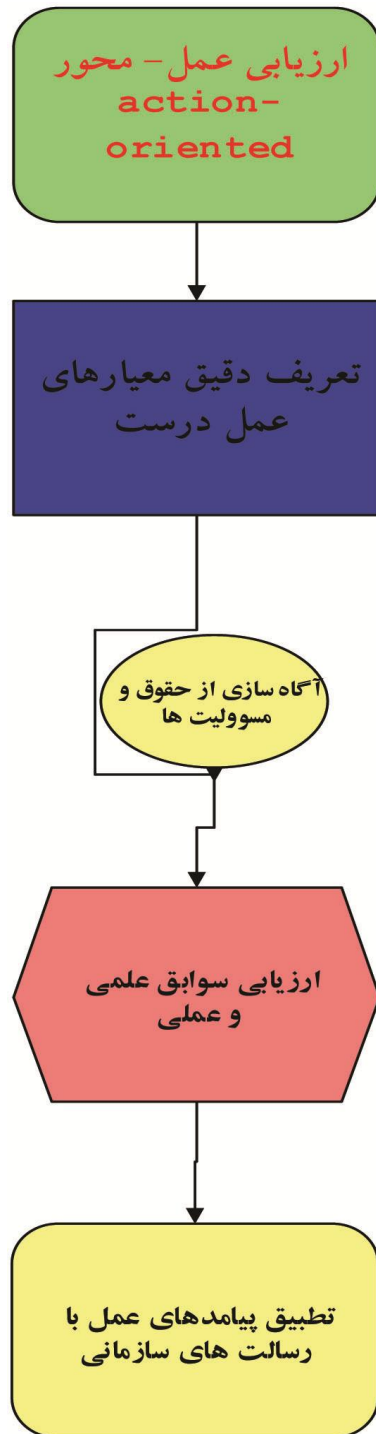 ارزیابی عمل- محور
action-
oriented
تعریف دقیق معیارهای
عمل درست
آگاه سازی از حقوق و
مسوولیت ها
ارزیابی سوابق علمی
و عملی
تطبیق پیامدهای عمل با
رسالت های سازمانی